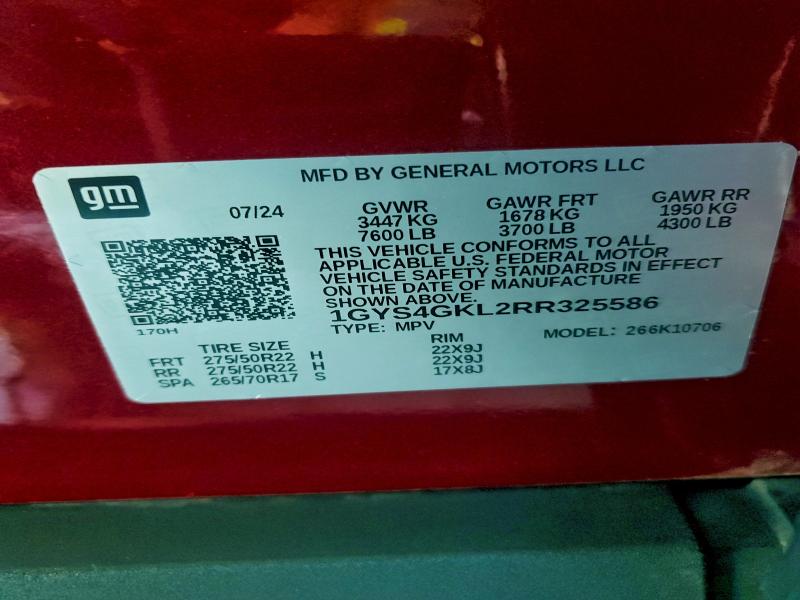 gm
MFD BY GENERAL MOTORS LLC
07/24
GVWR
3447 KG
7600 LB
GAWR FRT
1678 KG
3700 LB
GAWR RR
1950 KG
4300 LB
THIS VEHICLE CONFORMS TO ALL
APPLICABLE U.S. FEDERAL MOTOR
VEHICLE SAFETY STANDARDS IN EFFECT
ON THE DATE OF MANUFACTURE
SHOWN ABOVE.
1GYS4GKL2RR325586
170H
TYPE: MPV
MODEL: 266K10706
TIRE SIZE RIM
FRT 275/50R22 H 22X9J
RR 275/50R22 H 22X9J
SPA 265/70R17 S 17X8J